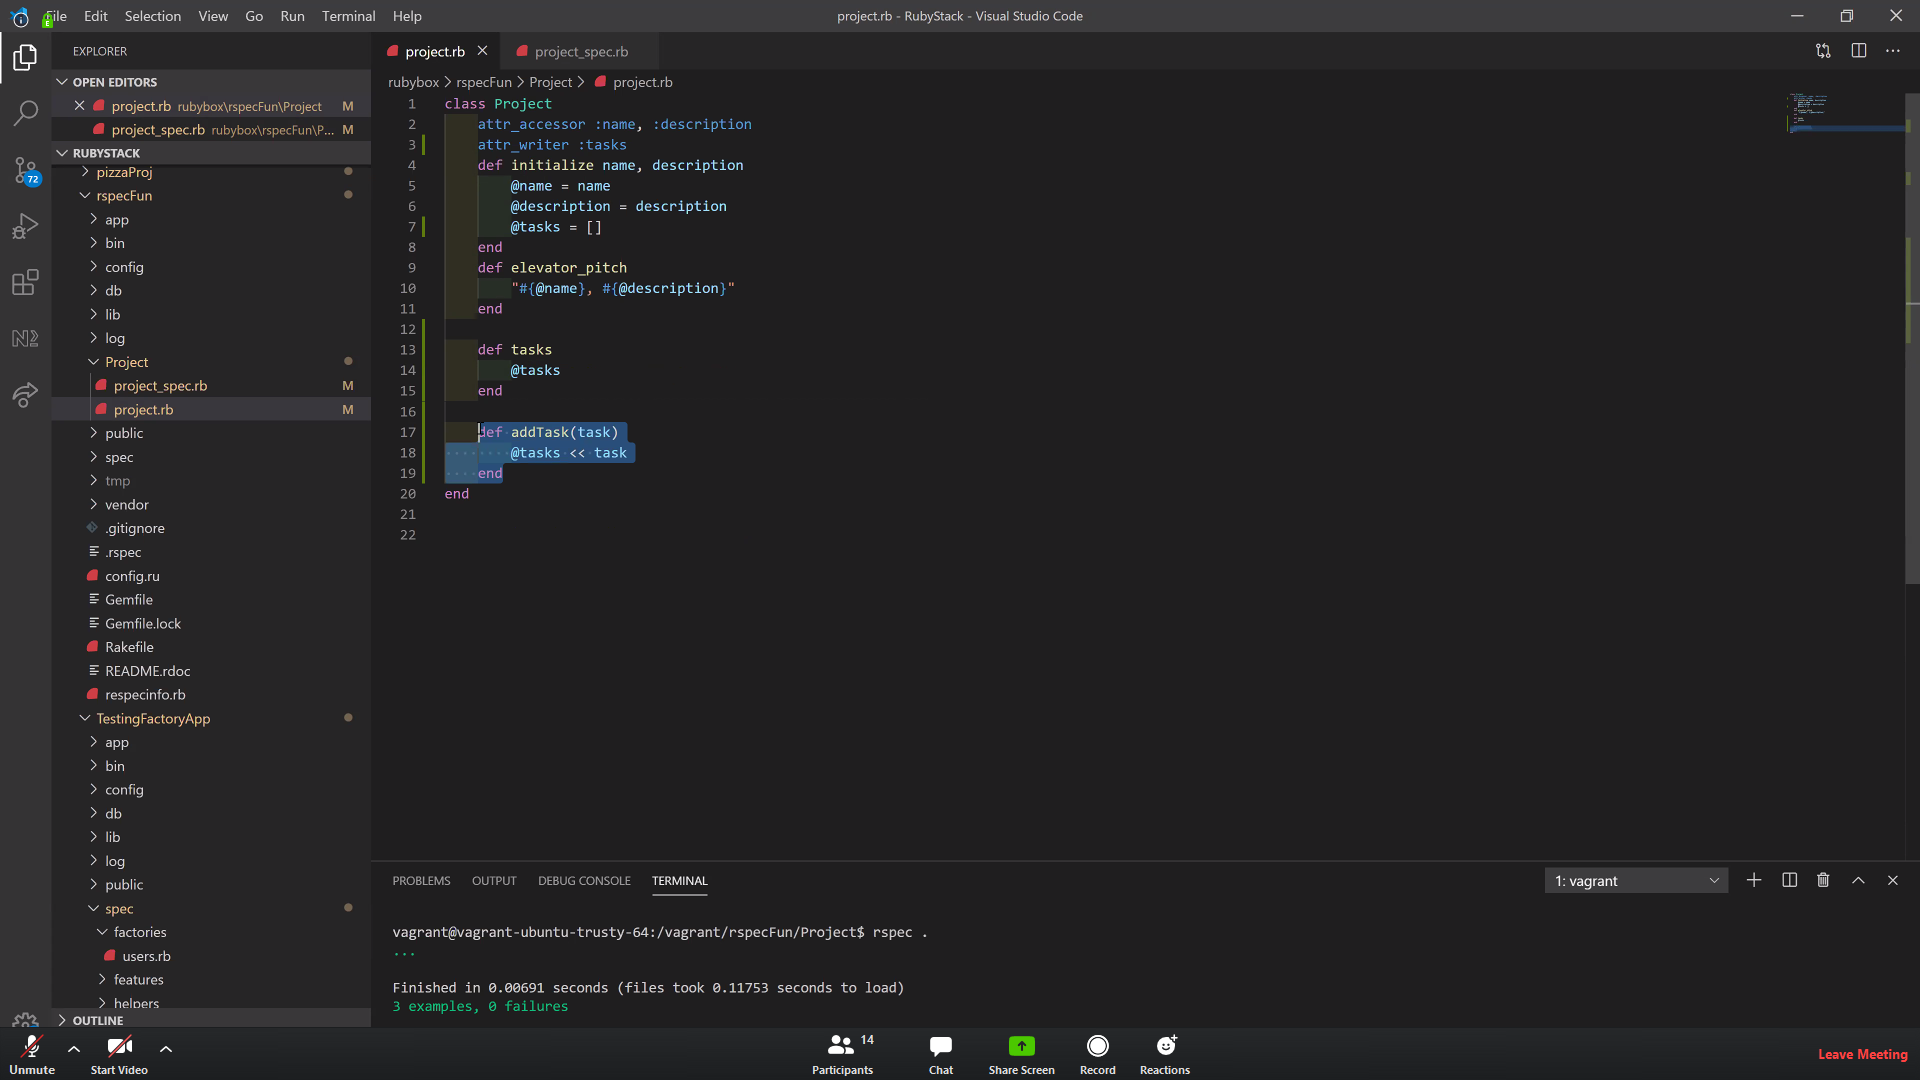 File Edit Selection View Go Run Terminal Help
project.rb - RubyStack - Visual Studio Code
EXPLORER
OPEN EDITORS
project.rb rubybox\rspecFun\Project M
project_spec.rb rubybox\rspecFun\P... M
RUBYSTACK
pizzaProj
rspecFun
app
bin
config
db
lib
log
Project
project_spec.rb M
project.rb M
public
spec
tmp
vendor
.gitignore
.rspec
config.ru
Gemfile
Gemfile.lock
Rakefile
README.rdoc
respecinfo.rb
TestingFactoryApp
app
bin
config
db
lib
log
public
spec
factories
users.rb
features
helpers
OUTLINE
72
project.rb project_spec.rb
rubybox > rspecFun > Project > project.rb
1 class Project
2 attr_accessor :name, :description
3 attr_writer :tasks
4 def initialize name, description
5 @name = name
6 @description = description
7 @tasks = []
8 end
9 def elevator_pitch
10 "#{@name}, #{@description}"
11 end
12
13 def tasks
14 @tasks
15 end
16
17 def addTask(task)
18 @tasks << task
19 end
20 end
21
22
PROBLEMS OUTPUT DEBUG CONSOLE TERMINAL
1: vagrant
vagrant@vagrant-ubuntu-trusty-64:/vagrant/rspecFun/Project$ rspec .
...
Finished in 0.00691 seconds (files took 0.11753 seconds to load)
3 examples, 0 failures
Unmute Start Video Participants 14 Chat Share Screen Record Reactions Leave Meeting